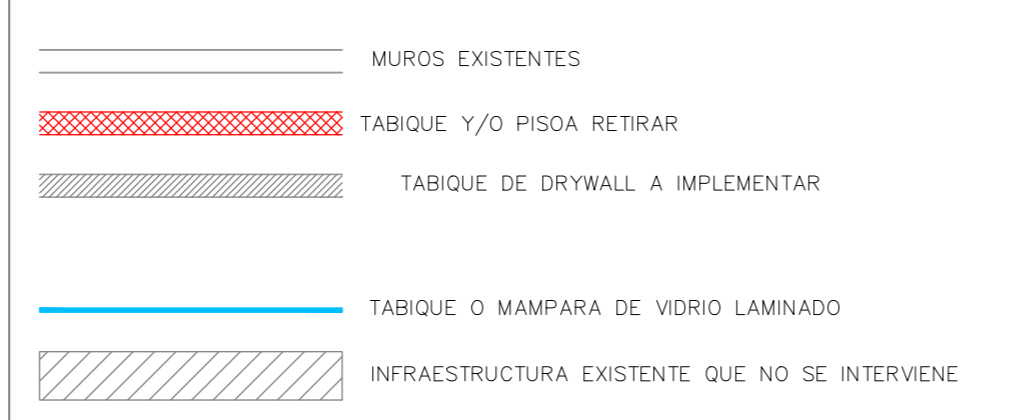 MUROS EXISTENTES
TABIQUE Y/O PISOA RETIRAR
TABIQUE DE DRYWALL A IMPLEMENTAR
TABIQUE O MAMPARA DE VIDRIO LAMINADO
INFRAESTRUCTURA EXISTENTE QUE NO SE INTERVIENE